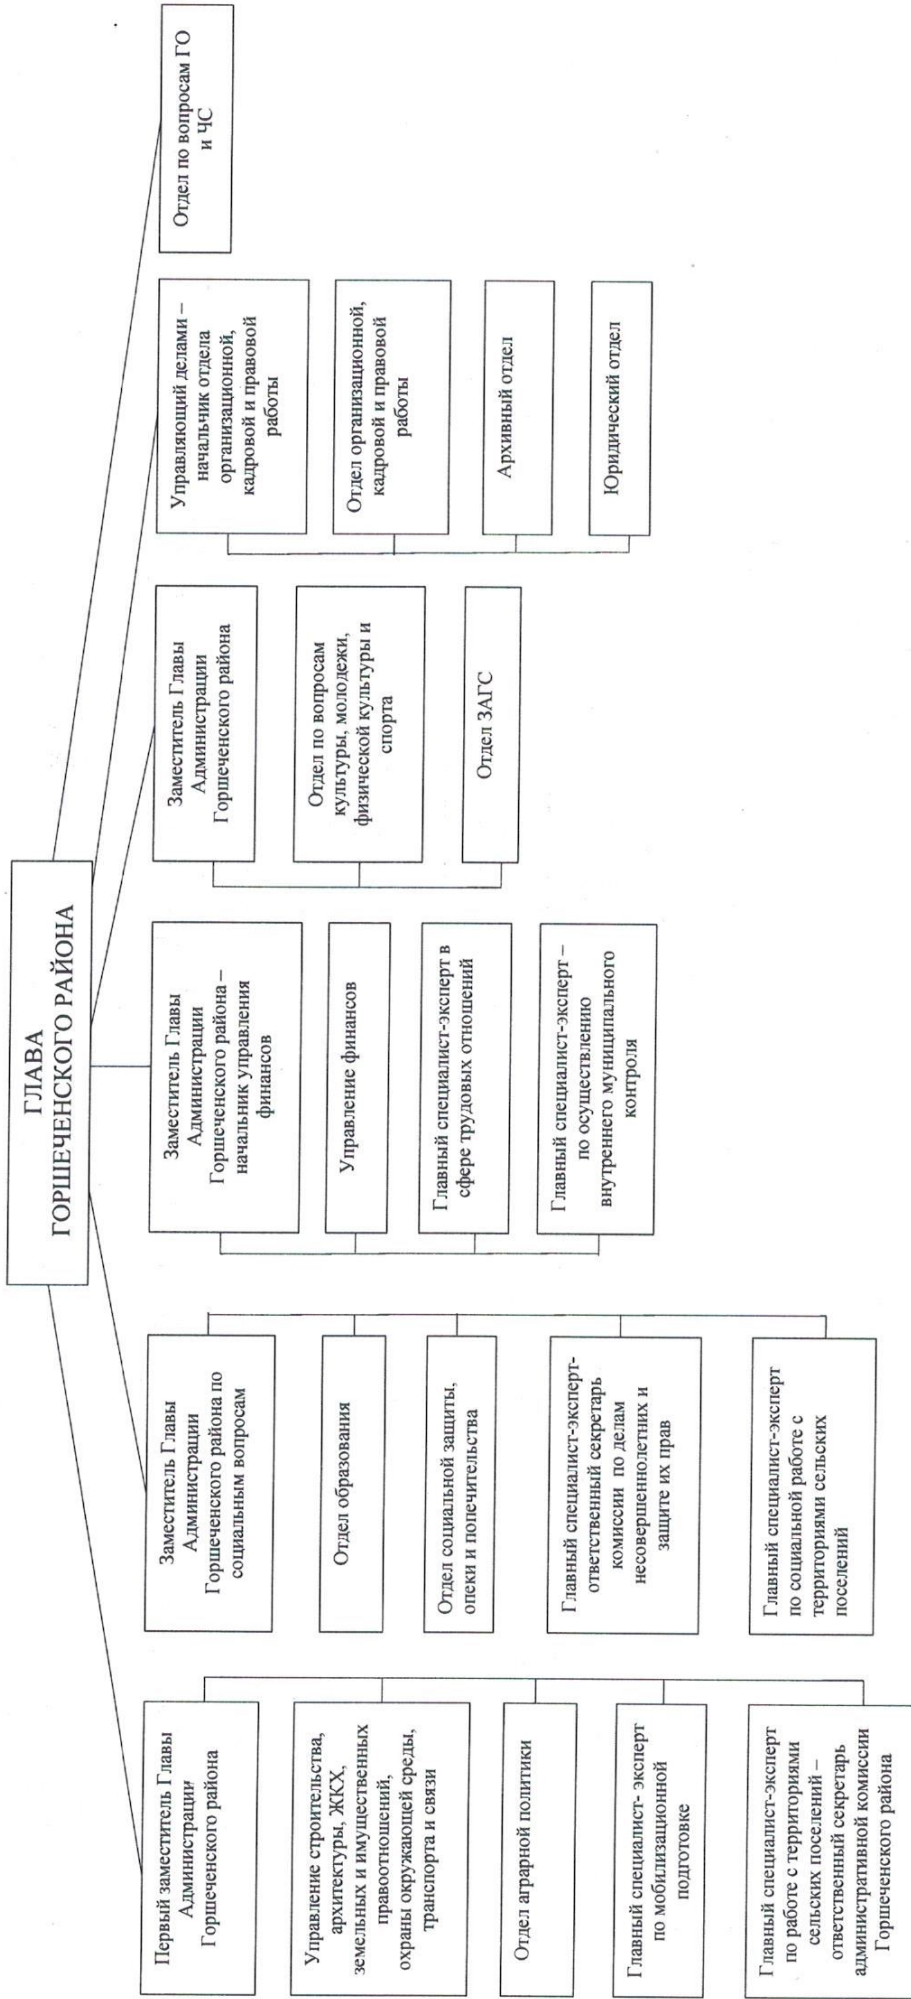 ГЛАВА
ГОРШЕЧЕНСКОГО РАЙОНА
Первый заместитель Главы
Администрации
Горшеченского района
Управление строительства,
архитектуры, ЖКХ,
земельных и имущественных
правоотношений,
охраны окружающей среды,
транспорта и связи
Отдел аграрной политики
Главный специалист- эксперт
по мобилизационной
подготовке
Главный специалист-эксперт
по работе с территориями
сельских поселений –
ответственный секретарь
административной комиссии
Горшеченского района
Заместитель Главы
Администрации
Горшеченского района по
социальным вопросам
Отдел образования
Отдел социальной защиты,
опеки и попечительства
Главный специалист-эксперт-
ответственный секретарь
комиссии по делам
несовершеннолетних и
защите их прав
Главный специалист-эксперт
по социальной работе с
территориями сельских
поселений
Заместитель Главы
Администрации
Горшеченского района –
начальник управления
финансов
Управление финансов
Главный специалист-эксперт в
сфере трудовых отношений
Главный специалист-эксперт –
по осуществлению
внутреннего муниципального
контроля
Заместитель Главы
Администрации
Горшеченского района
Отдел по вопросам
культуры, молодежи,
физической культуры и
спорта
Отдел ЗАГС
Управляющий делами –
начальник отдела
организационной,
кадровой и правовой
работы
Отдел организационной,
кадровой и правовой
работы
Архивный отдел
Юридический отдел
Отдел по вопросам ГО
и ЧС